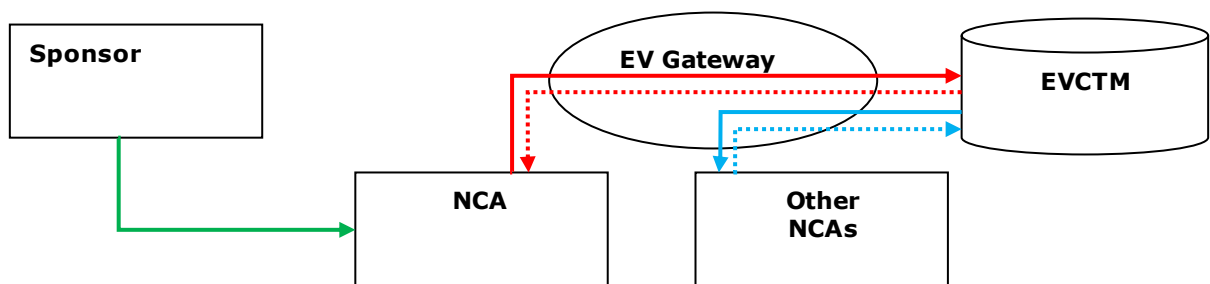 Sponsor
EV Gateway
EVCTM
NCA
Other
NCAs